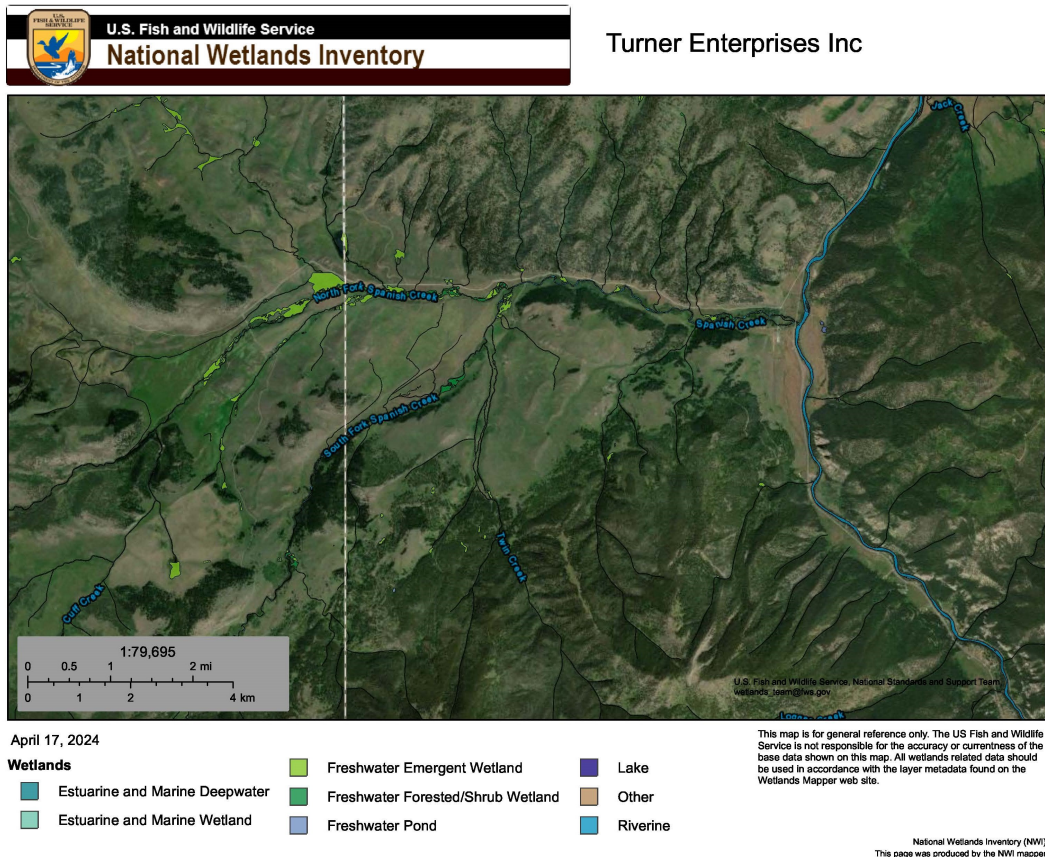 U.S.
FISH & WILDLIFE
SERVICE
U.S. Fish and Wildlife Service
National Wetlands Inventory
Turner Enterprises Inc
Jack Creek
North Fork Spanish Creek
Spanish Creek
South Fork Spanish Creek
Twin Creek
Cuff Creek
1:79,695
0 0.5 1 2 mi
0 1 2 4 km
U.S. Fish and Wildlife Service, National Standards and Support Team,
wetlands_team@fws.gov
April 17, 2024
Wetlands
Estuarine and Marine Deepwater
Estuarine and Marine Wetland
Freshwater Emergent Wetland
Freshwater Forested/Shrub Wetland
Freshwater Pond
Lake
Other
Riverine
This map is for general reference only. The US Fish and Wildlife
Service is not responsible for the accuracy or currentness of the
base data shown on this map. All wetlands related data should
be used in accordance with the layer metadata found on the
Wetlands Mapper web site.
National Wetlands Inventory (NWI)
This page was produced by the NWI mapper